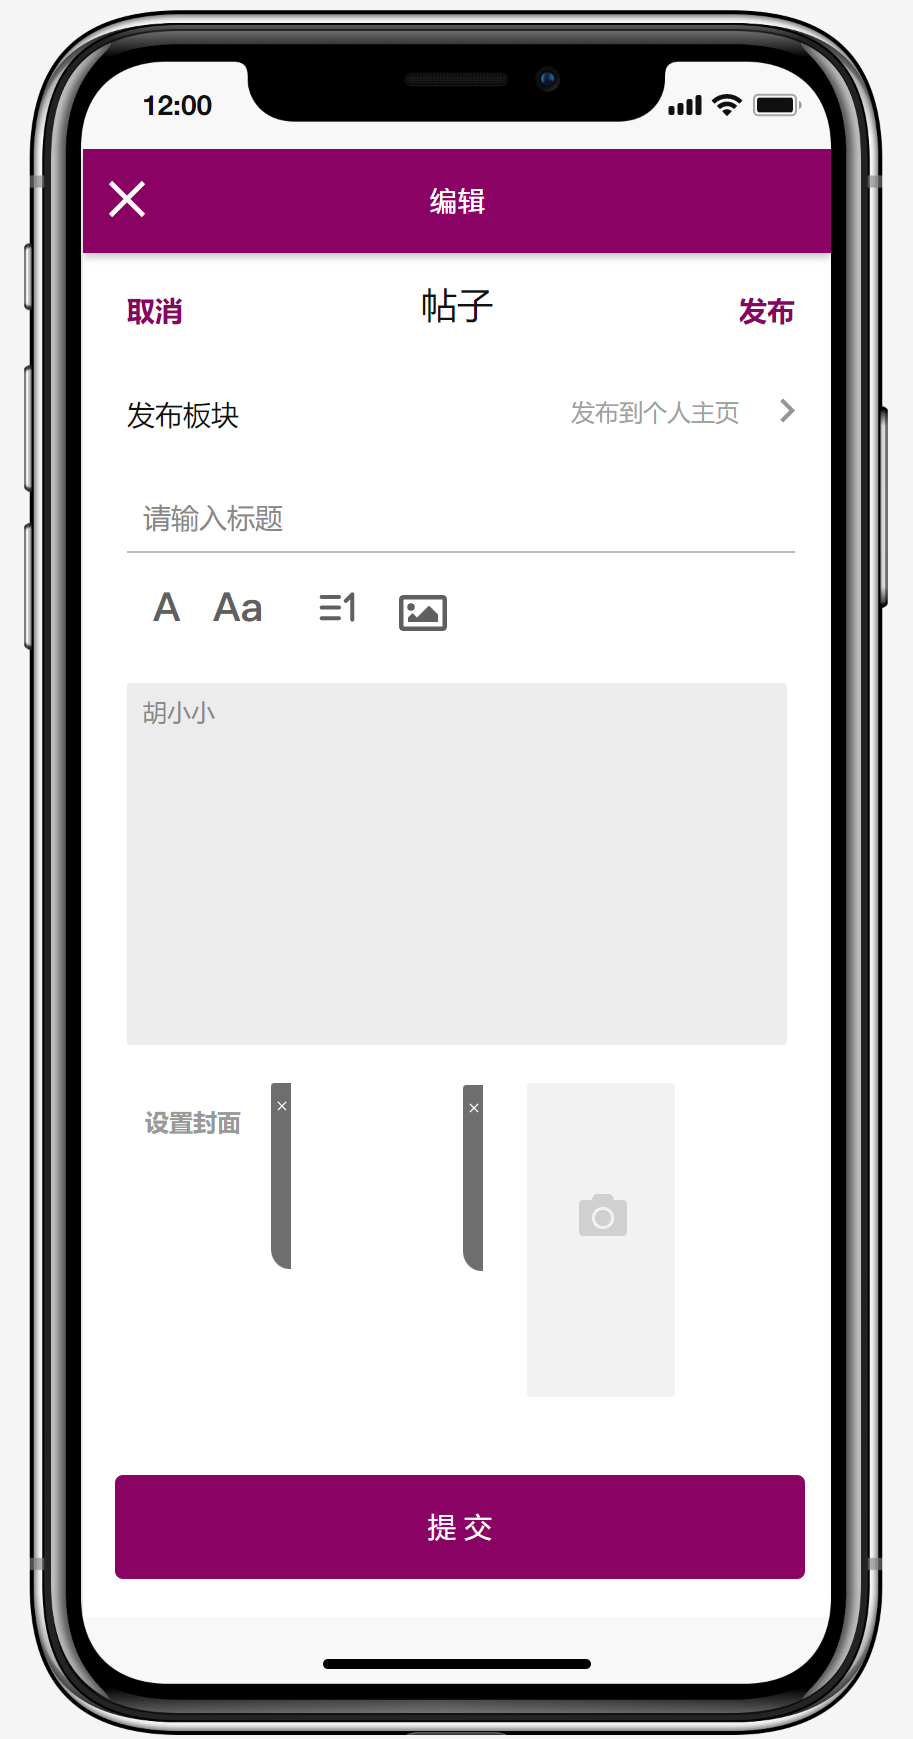 12:00
编辑
取消 帖子 发布
发布板块 发布到个人主页
请输入标题
A Aa 1
胡小小
设置封面
提 交